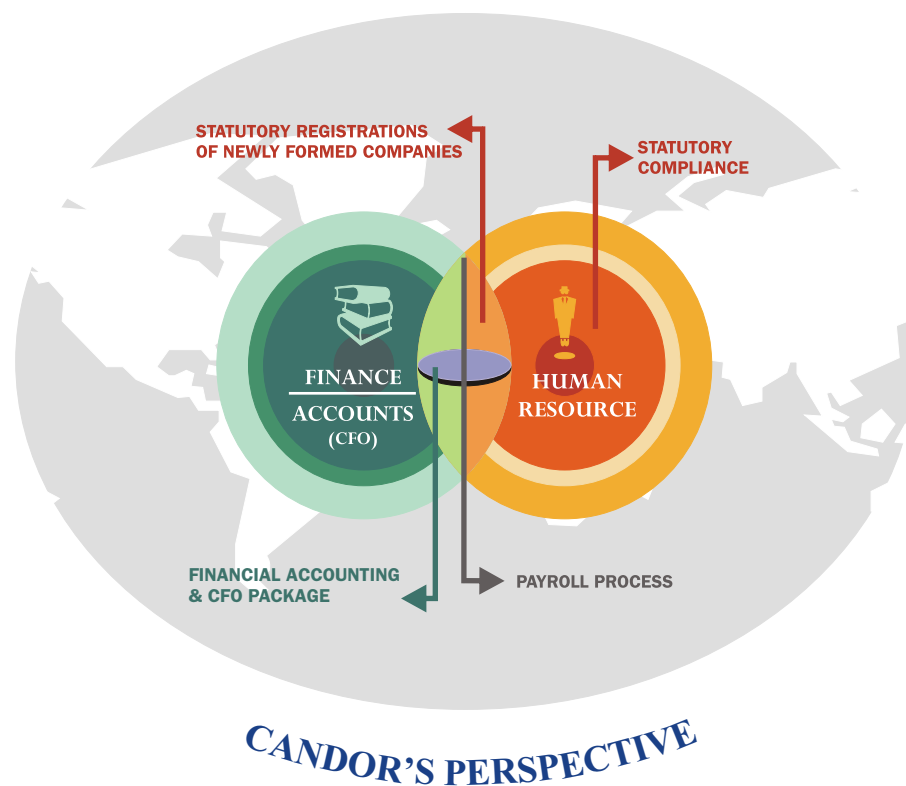 STATUTORY REGISTRATIONS
OF NEWLY FORMED COMPANIES
STATUTORY
COMPLIANCE
FINANCE
ACCOUNTS
(CFO)
HUMAN
RESOURCE
FINANCIAL ACCOUNTING
& CFO PACKAGE
PAYROLL PROCESS
CANDOR’S PERSPECTIVE